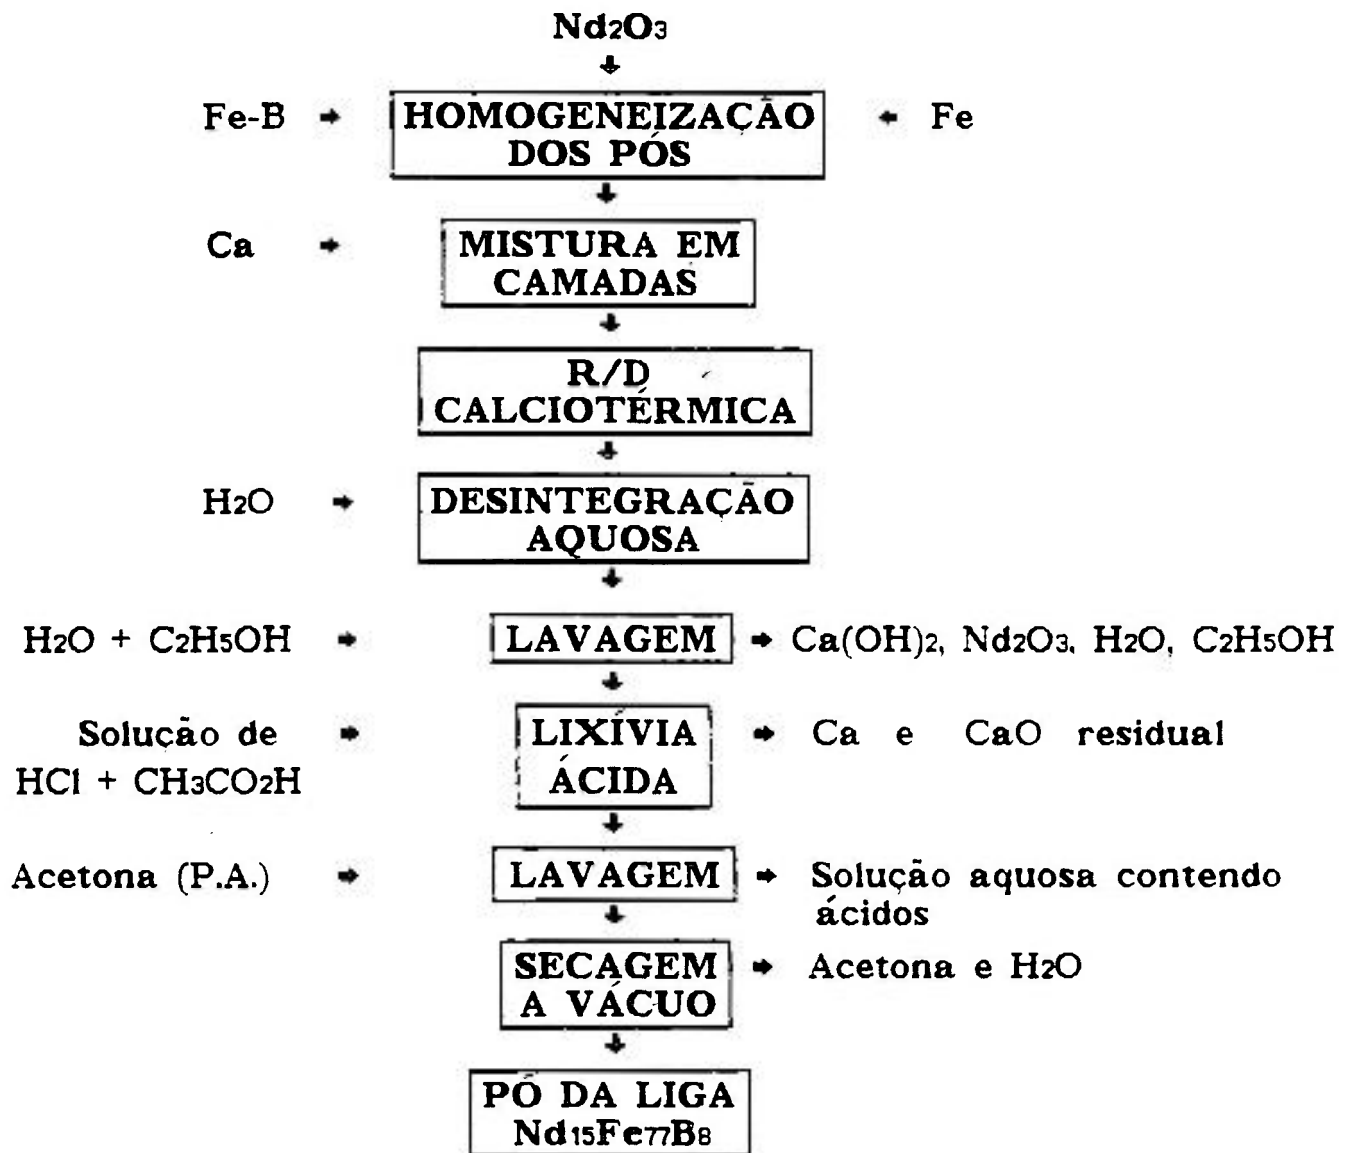 Nd2O3
Fe-B → HOMOGENEIZAÇÃO ← Fe
DOS PÓS
Ca → MISTURA EM
CAMADAS
R/D
CALCIOTÉRMICA
H2O → DESINTEGRAÇÃO
AQUOSA
H2O + C2H5OH → LAVAGEM → Ca(OH)2, Nd2O3, H2O, C2H5OH
Solução de → LIXÍVIA → Ca e CaO residual
HCl + CH3CO2H ÁCIDA
Acetona (P.A.) → LAVAGEM → Solução aquosa contendo
ácidos
SECAGEM → Acetona e H2O
A VÁCUO
PÓ DA LIGA
Nd15Fe77B8